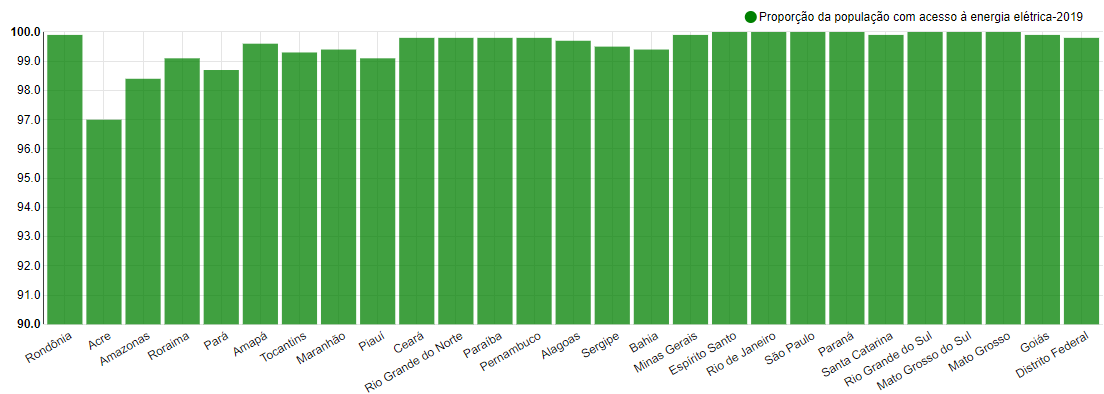 Proporção da população com acesso à energia elétrica-2019
100.0
99.0
98.0
97.0
96.0
95.0
94.0
93.0
92.0
91.0
90.0
Rondônia
Acre
Amazonas
Roraima
Pará
Amapá
Tocantins
Maranhão
Piauí
Ceará
Rio Grande do Norte
Paraíba
Pernambuco
Alagoas
Sergipe
Bahia
Minas Gerais
Espírito Santo
Rio de Janeiro
São Paulo
Paraná
Santa Catarina
Rio Grande do Sul
Mato Grosso do Sul
Mato Grosso
Goiás
Distrito Federal